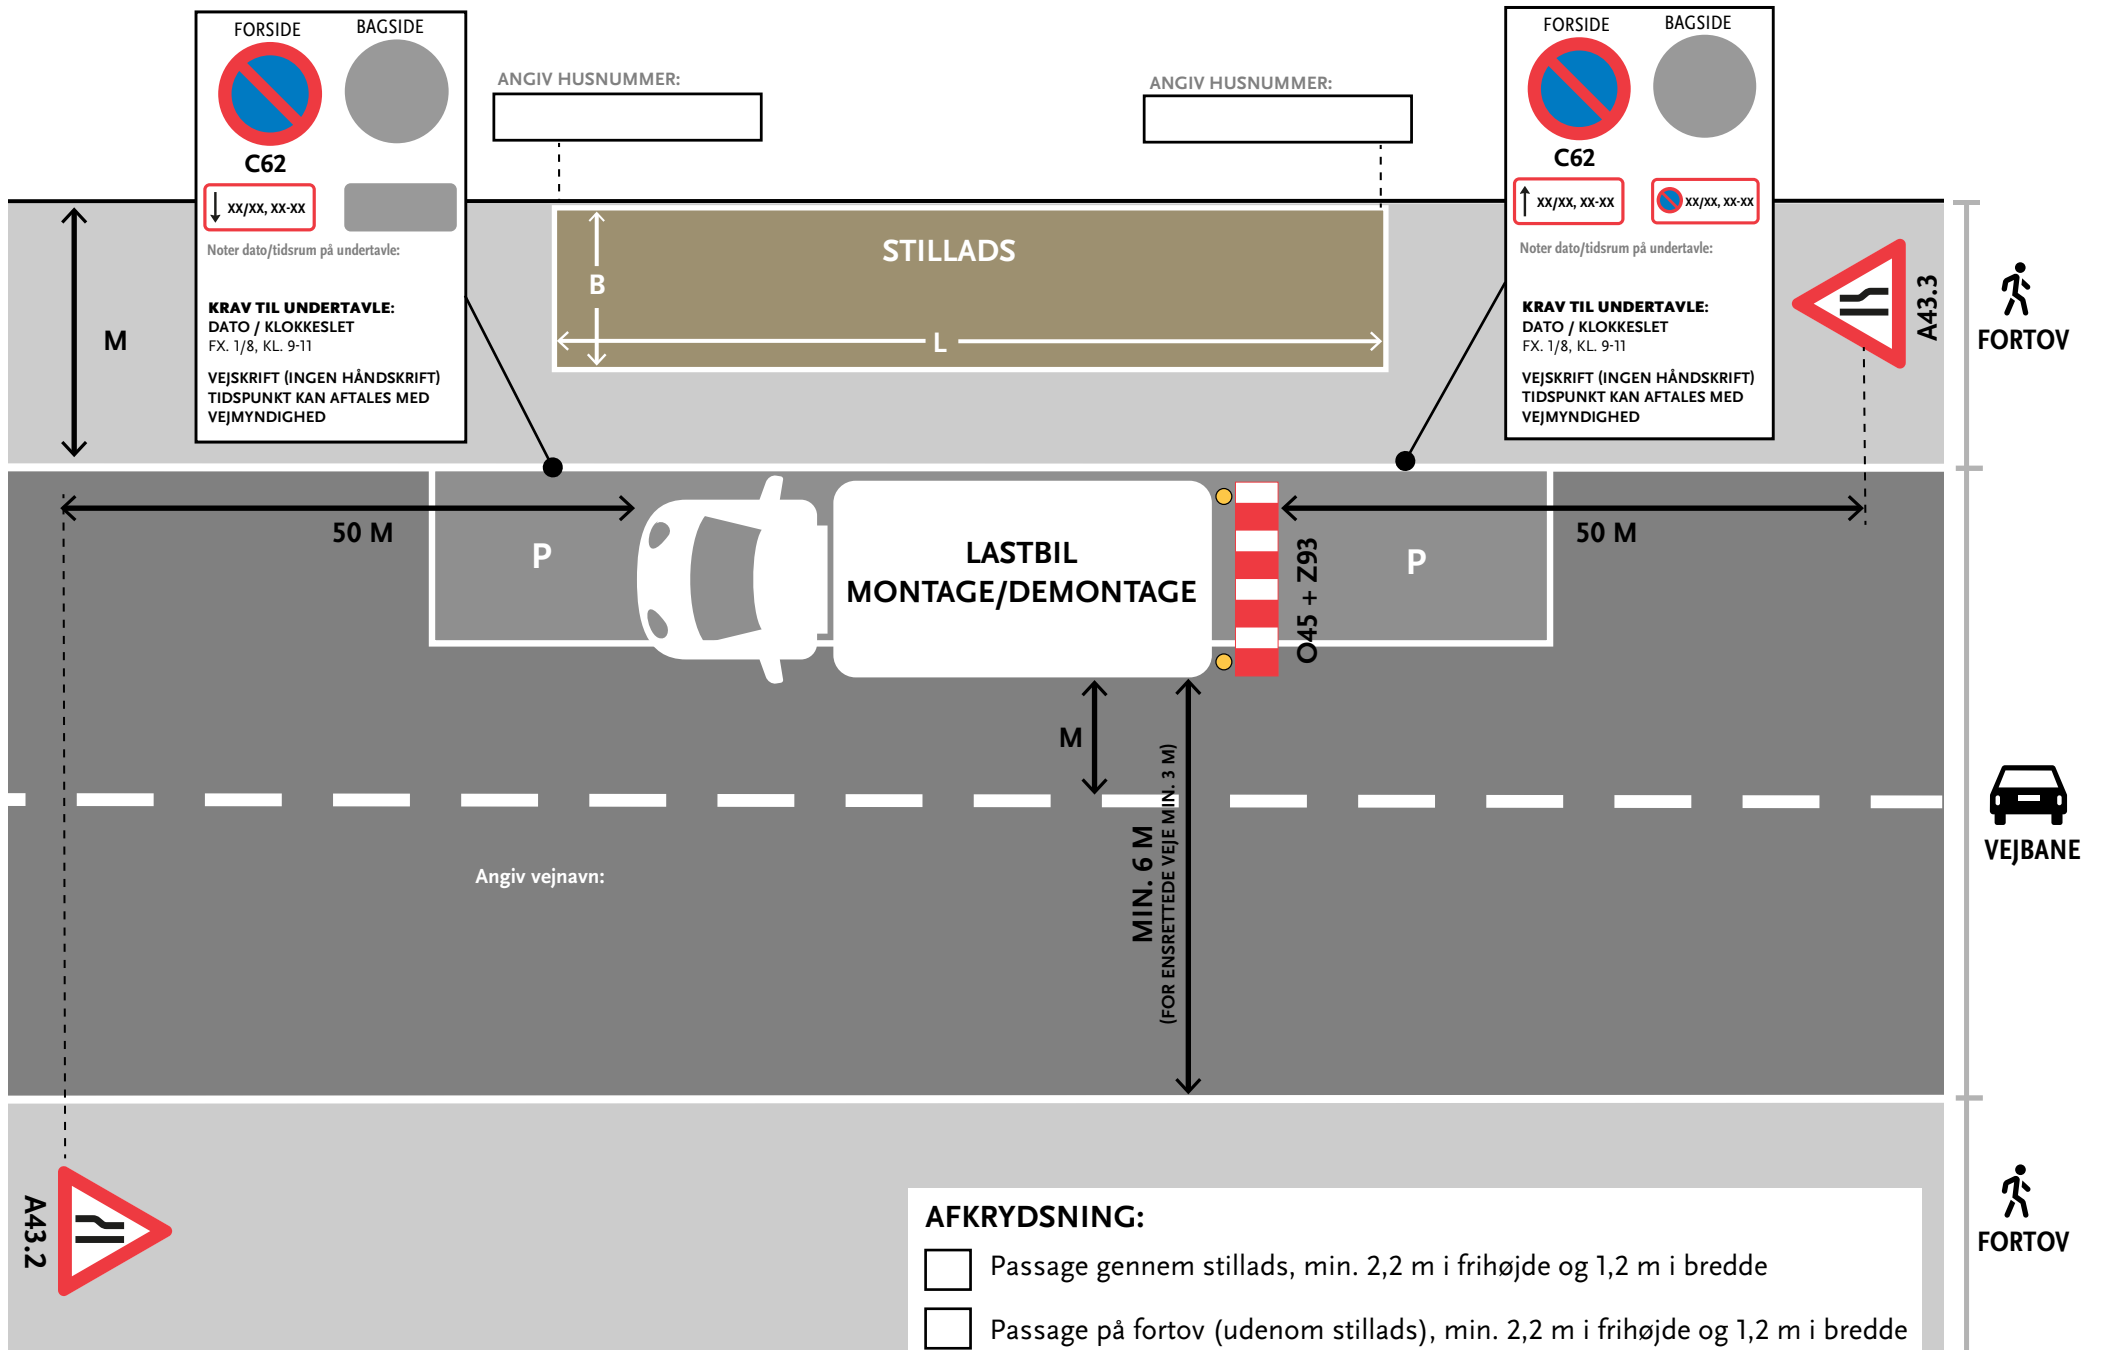 FORSIDE
BAGSIDE
C62
xx/xx, xx-xx
Noter dato/tidsrum på undertavle:
KRAV TIL UNDERTAVLE:
DATO / KLOKKESLET
FX. 1/8, KL. 9-11
VEJSKRIFT (INGEN HÅNDSKRIFT)
TIDSPUNKT KAN AFTALES MED
VEJMYNDIGHED
ANGIV HUSNUMMER:
ANGIV HUSNUMMER:
FORSIDE
BAGSIDE
C62
xx/xx, xx-xx
xx/xx, xx-xx
Noter dato/tidsrum på undertavle:
KRAV TIL UNDERTAVLE:
DATO / KLOKKESLET
FX. 1/8, KL. 9-11
VEJSKRIFT (INGEN HÅNDSKRIFT)
TIDSPUNKT KAN AFTALES MED
VEJMYNDIGHED
STILLADS
B
L
M
A43.3
FORTOV
50 M
P
LASTBIL
MONTAGE/DEMONTAGE
O45 + Z93
P
50 M
M
MIN. 6 M
(FOR ENSRETTEDE VEJE MIN. 3 M)
VEJBANE
Angiv vejnavn:
A43.2
FORTOV
AFKRYDSNING:
Passage gennem stillads, min. 2,2 m i frihøjde og 1,2 m i bredde
Passage på fortov (udenom stillads), min. 2,2 m i frihøjde og 1,2 m i bredde